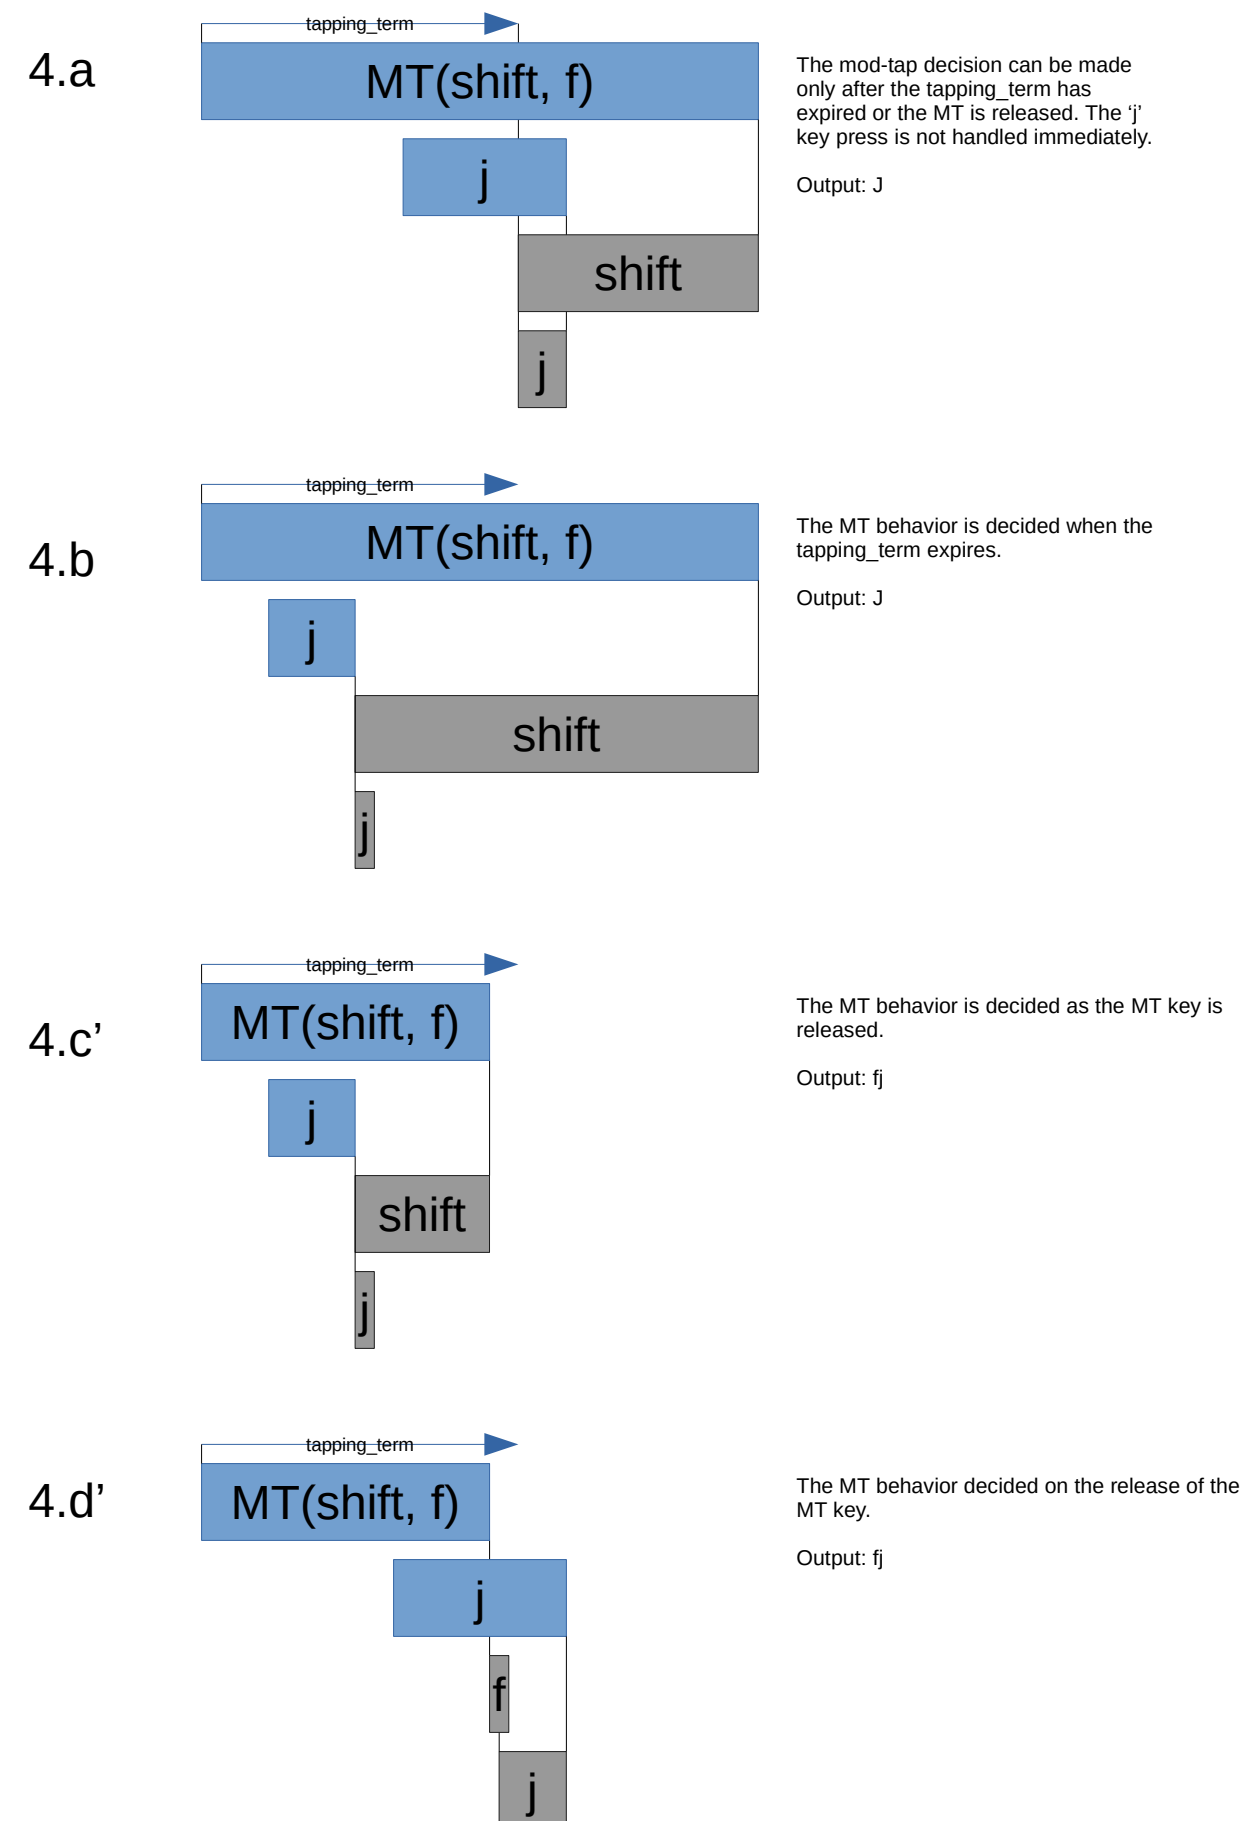 tapping_term
4.a
MT(shift, f)
The mod-tap decision can be made
only after the tapping_term has
expired or the MT is released. The ‘j’
key press is not handled immediately.
Output: J
j
shift
j
tapping_term
4.b
MT(shift, f)
The MT behavior is decided when the
tapping_term expires.
Output: J
j
shift
j
tapping_term
4.c’
MT(shift, f)
The MT behavior is decided as the MT key is
released.
Output: fj
j
shift
j
tapping_term
4.d’
MT(shift, f)
The MT behavior decided on the release of the
MT key.
Output: fj
j
f
j